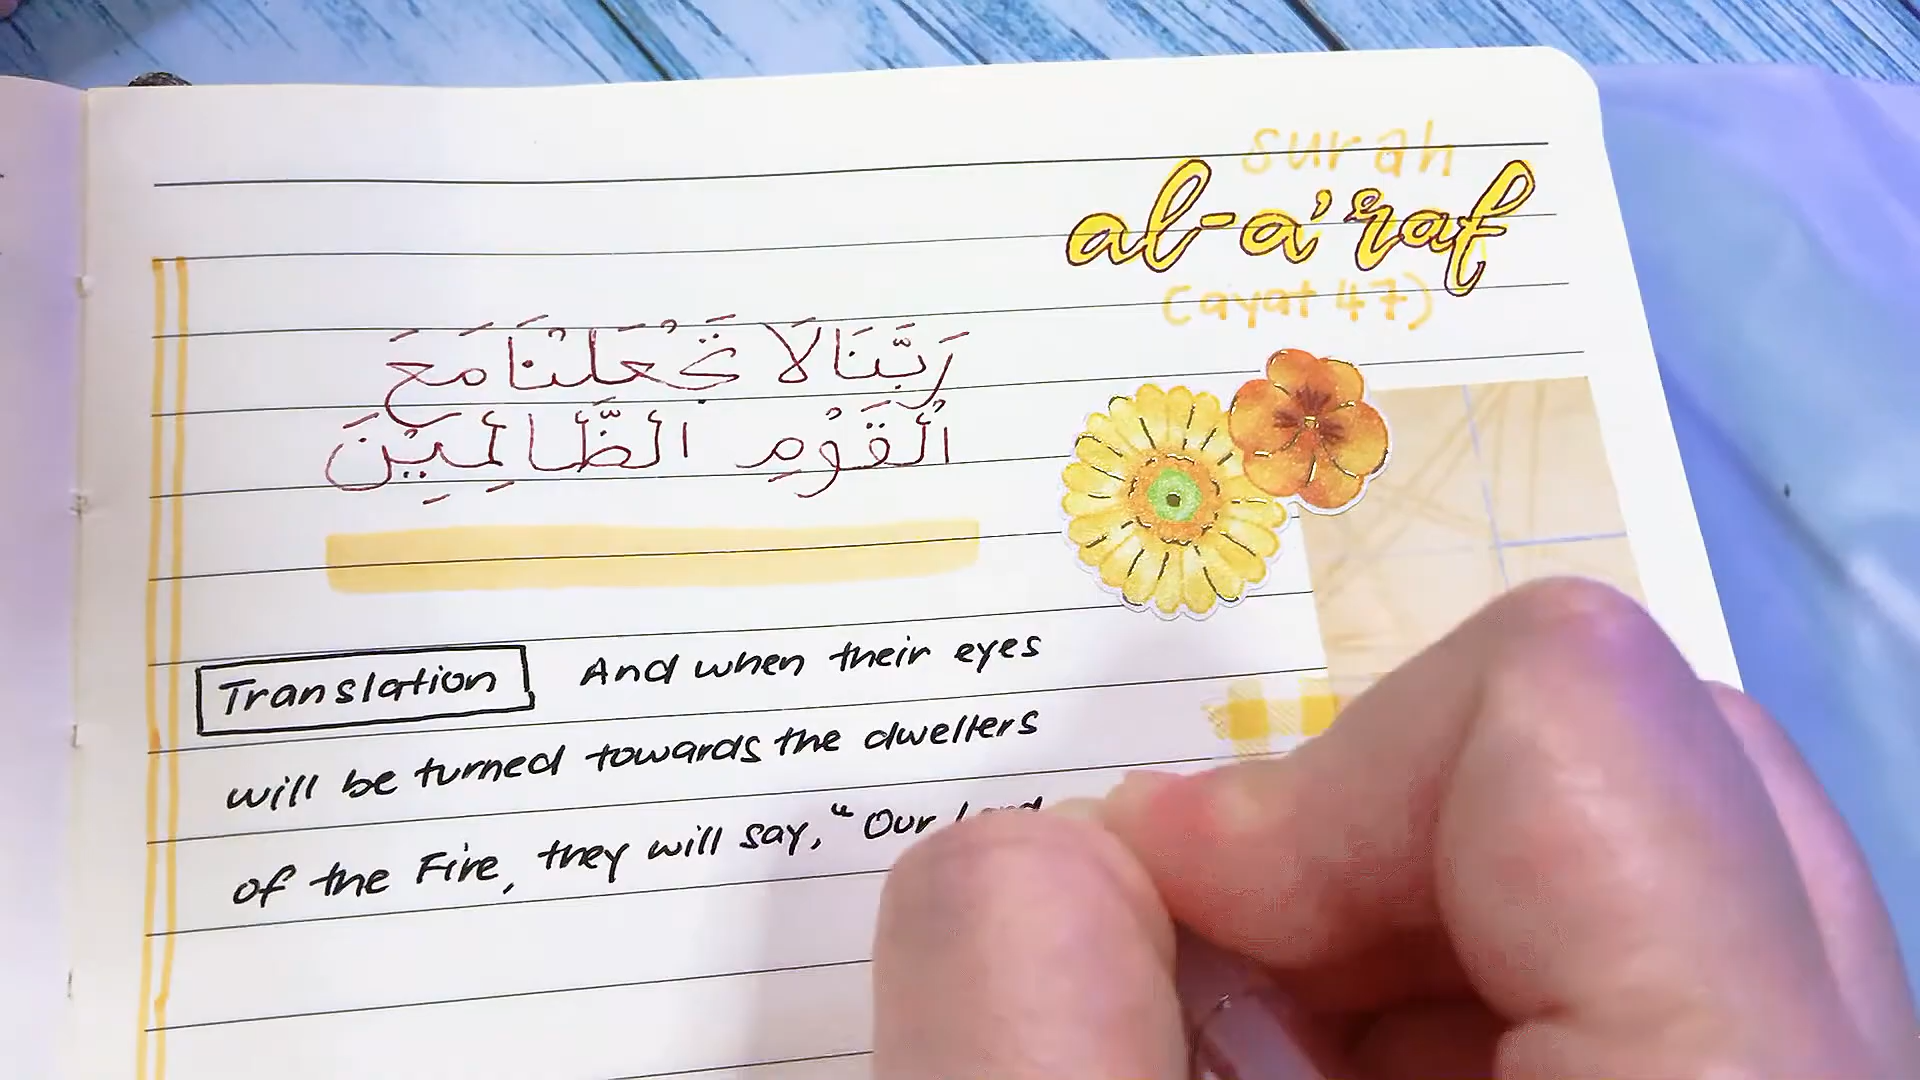 surah
al-a'raf
(ayat 47)
رَبَّنَا لَا تَجْعَلْنَا مَعَ
الْقَوْمِ الظَّالِمِيْنَ
Translation And when their eyes
will be turned towards the dwellers
of the Fire, they will say, "Our